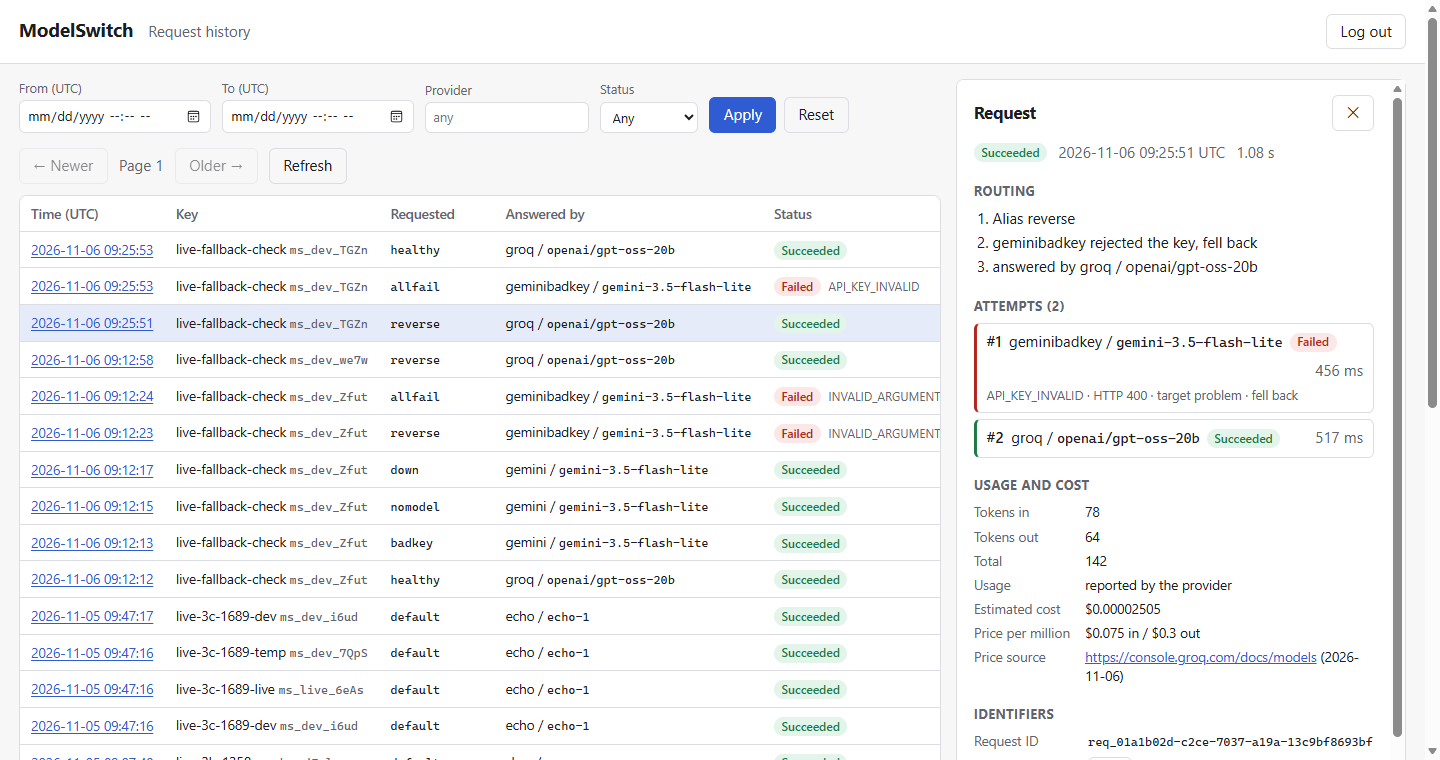 ModelSwitch Request history Log out
From (UTC) To (UTC) Provider Status
mm/dd/yyyy --:-- -- mm/dd/yyyy --:-- -- any Any Apply Reset
← Newer Page 1 Older → Refresh
Time (UTC) Key Requested Answered by Status
2026-11-06 09:25:53 live-fallback-check ms_dev_TGZn healthy groq / openai/gpt-oss-20b Succeeded
2026-11-06 09:25:53 live-fallback-check ms_dev_TGZn allfail geminibadkey / gemini-3.5-flash-lite Failed API_KEY_INVALID
2026-11-06 09:25:51 live-fallback-check ms_dev_TGZn reverse groq / openai/gpt-oss-20b Succeeded
2026-11-06 09:12:58 live-fallback-check ms_dev_we7w reverse groq / openai/gpt-oss-20b Succeeded
2026-11-06 09:12:24 live-fallback-check ms_dev_Zfut allfail geminibadkey / gemini-3.5-flash-lite Failed INVALID_ARGUMENT
2026-11-06 09:12:23 live-fallback-check ms_dev_Zfut reverse geminibadkey / gemini-3.5-flash-lite Failed INVALID_ARGUMENT
2026-11-06 09:12:17 live-fallback-check ms_dev_Zfut down gemini / gemini-3.5-flash-lite Succeeded
2026-11-06 09:12:15 live-fallback-check ms_dev_Zfut nomodel gemini / gemini-3.5-flash-lite Succeeded
2026-11-06 09:12:13 live-fallback-check ms_dev_Zfut badkey gemini / gemini-3.5-flash-lite Succeeded
2026-11-06 09:12:12 live-fallback-check ms_dev_Zfut healthy groq / openai/gpt-oss-20b Succeeded
2026-11-05 09:47:17 live-3c-1689-dev ms_dev_i6ud default echo / echo-1 Succeeded
2026-11-05 09:47:16 live-3c-1689-temp ms_dev_7QpS default echo / echo-1 Succeeded
2026-11-05 09:47:16 live-3c-1689-live ms_live_6eAs default echo / echo-1 Succeeded
2026-11-05 09:47:16 live-3c-1689-dev ms_dev_i6ud default echo / echo-1 Succeeded
Request
Succeeded 2026-11-06 09:25:51 UTC 1.08 s
ROUTING
1. Alias reverse
2. geminibadkey rejected the key, fell back
3. answered by groq / openai/gpt-oss-20b
ATTEMPTS (2)
#1 geminibadkey / gemini-3.5-flash-lite Failed
456 ms
API_KEY_INVALID · HTTP 400 · target problem · fell back
#2 groq / openai/gpt-oss-20b Succeeded 517 ms
USAGE AND COST
Tokens in 78
Tokens out 64
Total 142
Usage reported by the provider
Estimated cost $0.00002505
Price per million $0.075 in / $0.3 out
Price source https://console.groq.com/docs/models (2026-
11-06)
IDENTIFIERS
Request ID req_01a1b02d-c2ce-7037-a19a-13c9bf8693bf